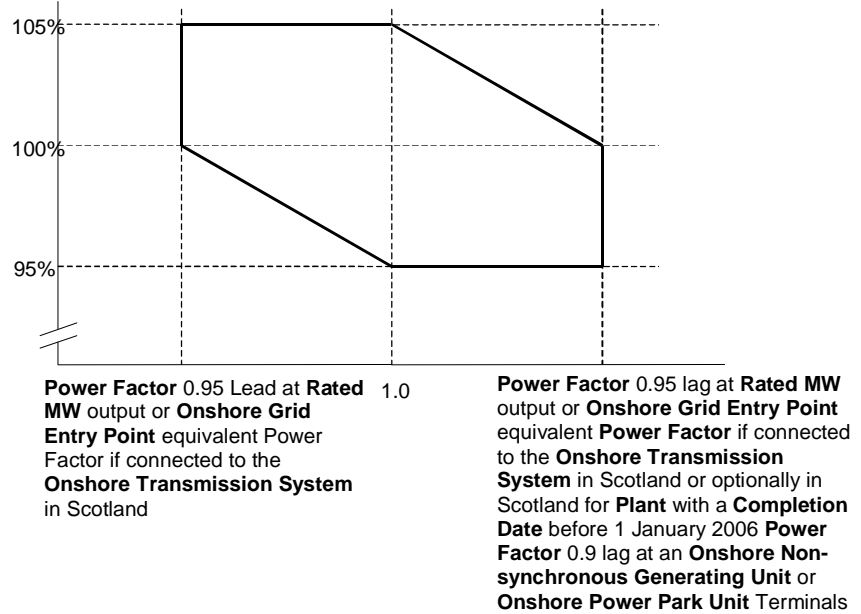 105%
100%
95%
Power Factor 0.95 Lead at Rated
MW output or Onshore Grid
Entry Point equivalent Power
Factor if connected to the
Onshore Transmission System
in Scotland
1.0
Power Factor 0.95 lag at Rated MW
output or Onshore Grid Entry Point
equivalent Power Factor if connected
to the Onshore Transmission
System in Scotland or optionally in
Scotland for Plant with a Completion
Date before 1 January 2006 Power
Factor 0.9 lag at an Onshore Non-
synchronous Generating Unit or
Onshore Power Park Unit Terminals